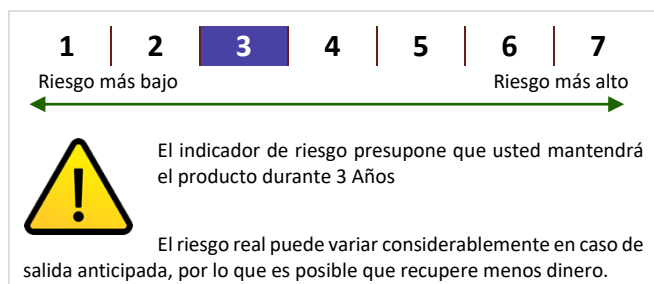 1 2 3 4 5 6 7
Riesgo más bajo Riesgo más alto
El indicador de riesgo presupone que usted mantendrá
el producto durante 3 Años
El riesgo real puede variar considerablemente en caso de
salida anticipada, por lo que es posible que recupere menos dinero.